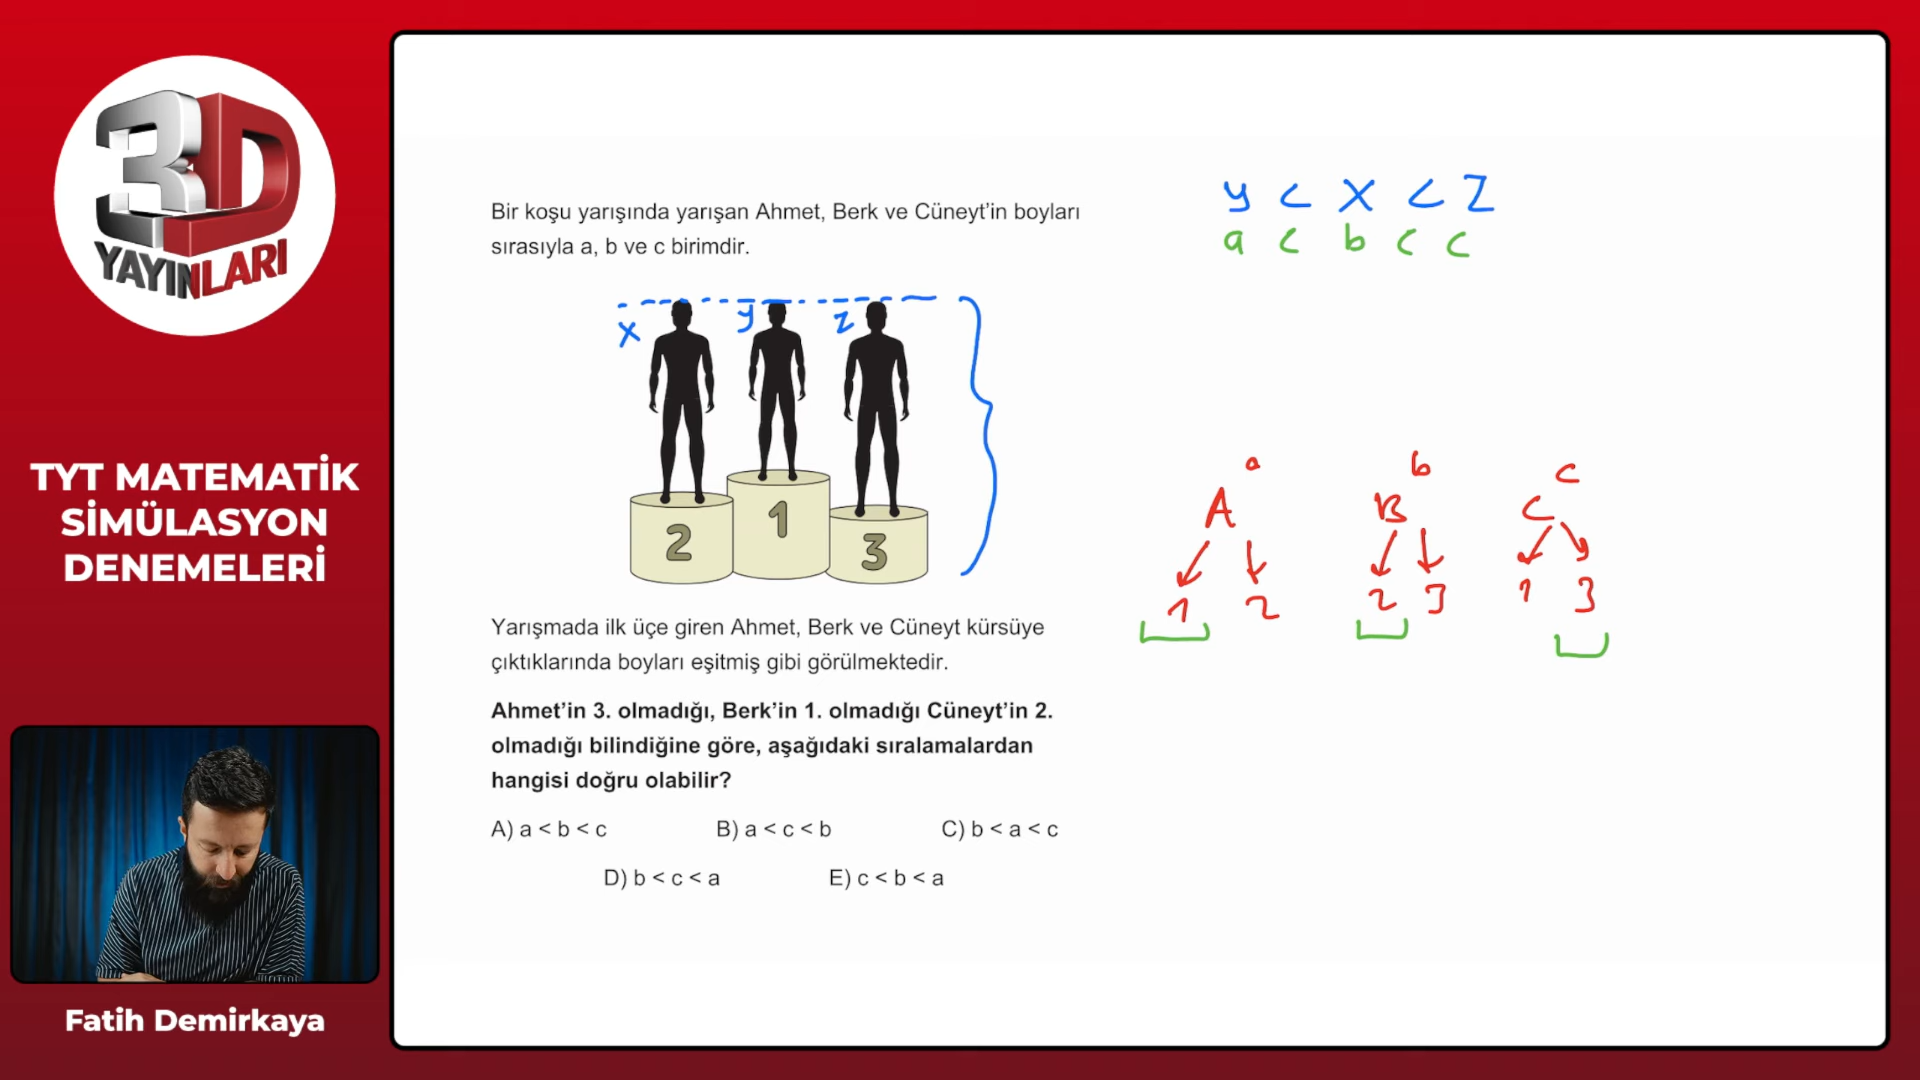 3D
YAYINLARI
TYT MATEMATİK
SİMÜLASYON
DENEMELERİ
Fatih Demirkaya
Bir koşu yarışında yarışan Ahmet, Berk ve Cüneyt’in boyları
sırasıyla a, b ve c birimdir.
x y z
2 1 3
Yarışmada ilk üçe giren Ahmet, Berk ve Cüneyt kürsüye
çıktıklarında boyları eşitmiş gibi görülmektedir.
Ahmet’in 3. olmadığı, Berk’in 1. olmadığı Cüneyt’in 2.
olmadığı bilindiğine göre, aşağıdaki sıralamalardan
hangisi doğru olabilir?
A) a < b < c B) a < c < b C) b < a < c
D) b < c < a E) c < b < a
y < x < z
a < b < c
a b c
A B C
1 2 2 3 1 3